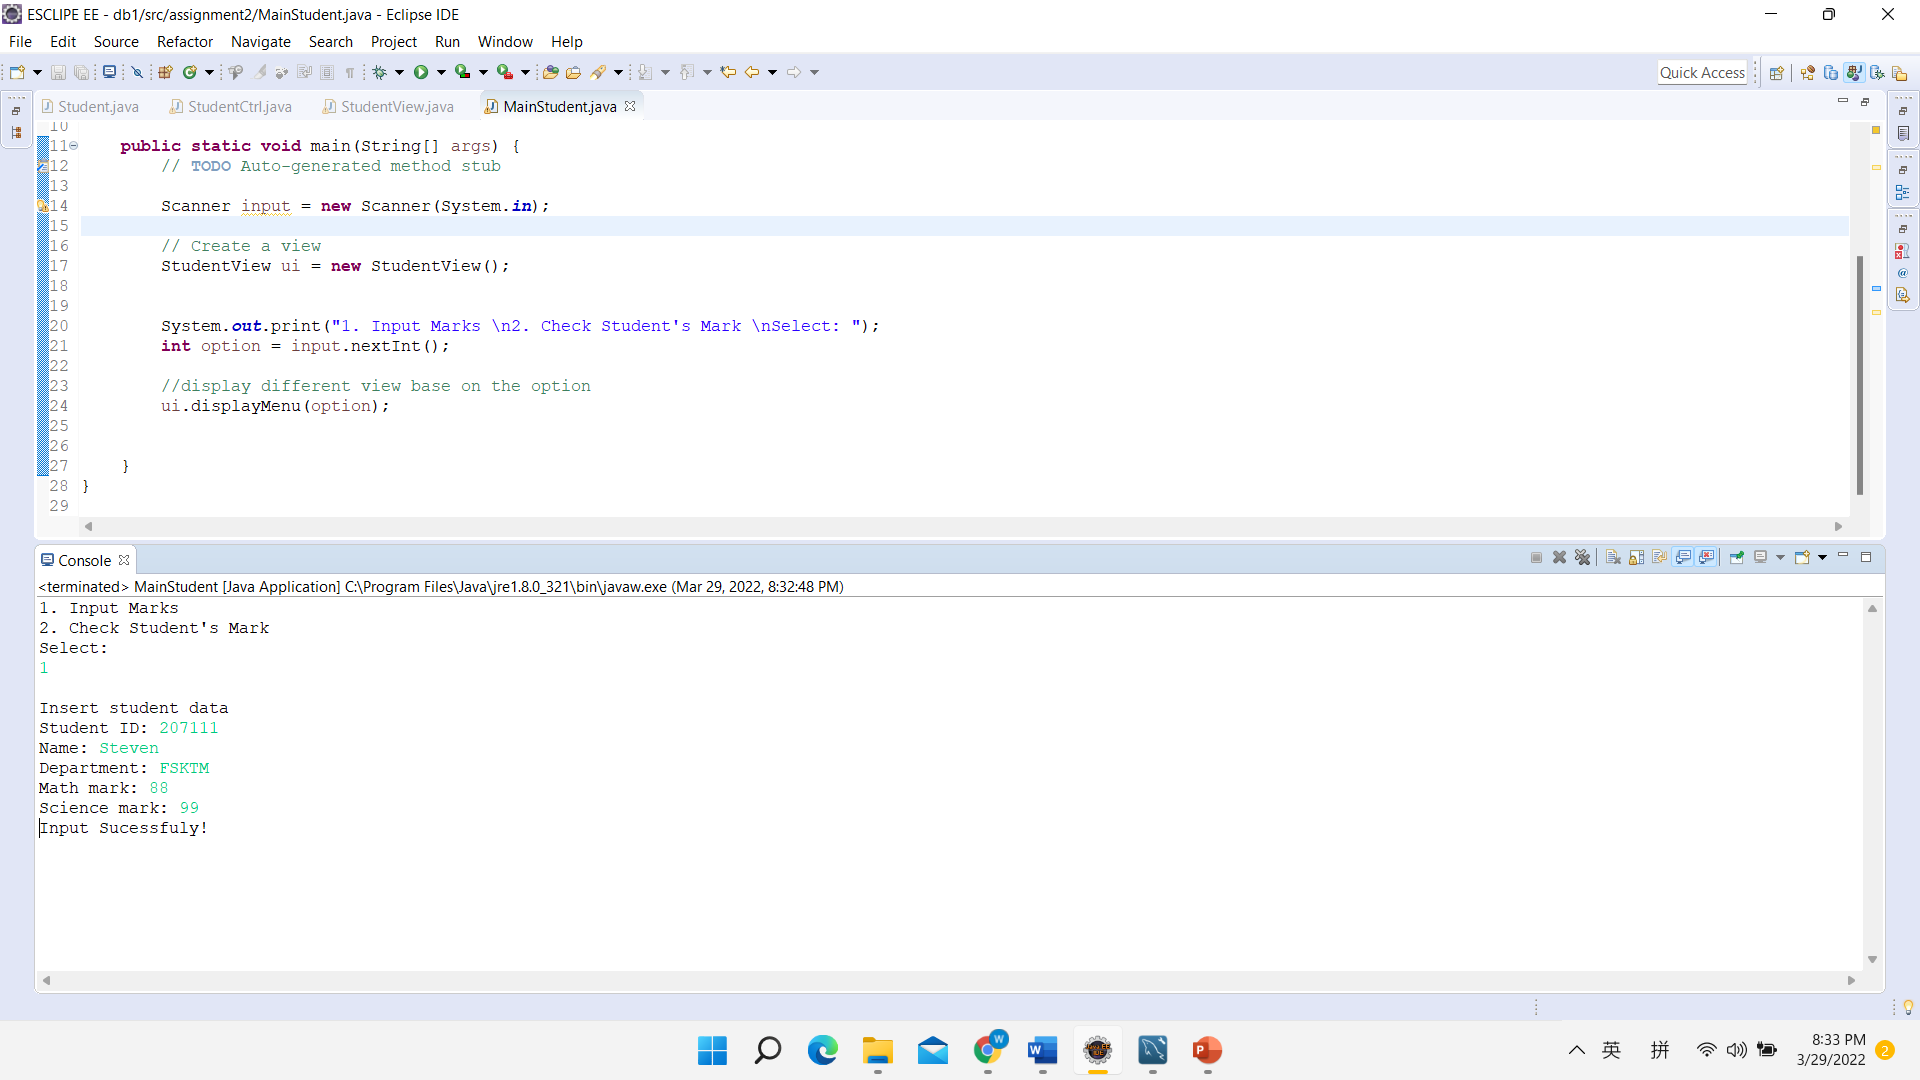 ESCLIPE EE - db1/src/assignment2/MainStudent.java - Eclipse IDE
File Edit Source Refactor Navigate Search Project Run Window Help
Quick Access
Student.java StudentCtrl.java StudentView.java MainStudent.java
10
11 public static void main(String[] args) {
12 // TODO Auto-generated method stub
13
14 Scanner input = new Scanner(System.in);
15
16 // Create a view
17 StudentView ui = new StudentView();
18
19
20 System.out.print("1. Input Marks \n2. Check Student's Mark \nSelect: ");
21 int option = input.nextInt();
22
23 //display different view base on the option
24 ui.displayMenu(option);
25
26
27 }
28 }
29
Console
<terminated> MainStudent [Java Application] C:\Program Files\Java\jre1.8.0_321\bin\javaw.exe (Mar 29, 2022, 8:32:48 PM)
1. Input Marks
2. Check Student's Mark
Select:
1
Insert student data
Student ID: 207111
Name: Steven
Department: FSKTM
Math mark: 88
Science mark: 99
Input Sucessfuly!
英 拼 8:33 PM
3/29/2022 2